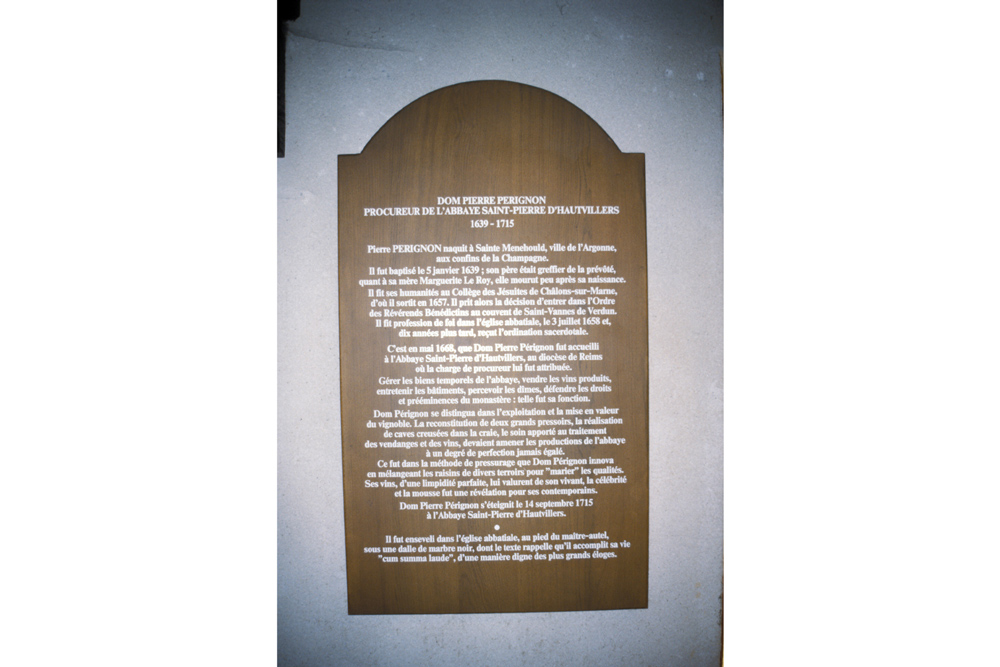 DOM PIERRE PERIGNON
PROCUREUR DE L'ABBAYE SAINT-PIERRE D'HAUTVILLERS
1639 - 1715
Pierre PERIGNON naquit à Sainte Menehould, ville de l'Argonne,
aux confins de la Champagne.
Il fut baptisé le 5 janvier 1639 ; son père était greffier de la prévôté,
quant à sa mère Marguerite Le Roy, elle mourut peu après sa naissance.
Il fit ses humanités au Collège des Jésuites de Châlons-sur-Marne,
d'où il sortit en 1657. Il prit alors la décision d'entrer dans l'Ordre
des Révérends Bénédictins au couvent de Saint-Vannes de Verdun.
Il fit profession de foi dans l'église abbatiale, le 3 juillet 1658 et,
dix années plus tard, reçut l'ordination sacerdotale.
C'est en mai 1668, que Dom Pierre Pérignon fut accueilli
à l'Abbaye Saint-Pierre d'Hautvillers, au diocèse de Reims
où la charge de procureur lui fut attribuée.
Gérer les biens temporels de l'abbaye, vendre les vins produits,
entretenir les bâtiments, percevoir les dîmes, défendre les droits
et prééminences du monastère : telle fut sa fonction.
Dom Pérignon se distingua dans l'exploitation et la mise en valeur
du vignoble. La reconstitution de deux grands pressoirs, la réalisation
de caves creusées dans la craie, le soin apporté au traitement
des vendanges et des vins, devaient amener les productions de l'abbaye
à un degré de perfection jamais égalé.
Ce fut dans la méthode de pressurage que Dom Pérignon innova
en mélangeant les raisins de divers terroirs pour "marier" les qualités.
Ses vins, d'une limpidité parfaite, lui valurent de son vivant, la célébrité
et la mousse fut une révélation pour ses contemporains.
Dom Pierre Pérignon s'éteignit le 14 septembre 1715
à l'Abbaye Saint-Pierre d'Hautvillers.
Il fut enseveli dans l'église abbatiale, au pied du maître-autel,
sous une dalle de marbre noir, dont le texte rappelle qu'il accomplit sa vie
"cum summa laude", d'une manière digne des plus grands éloges.